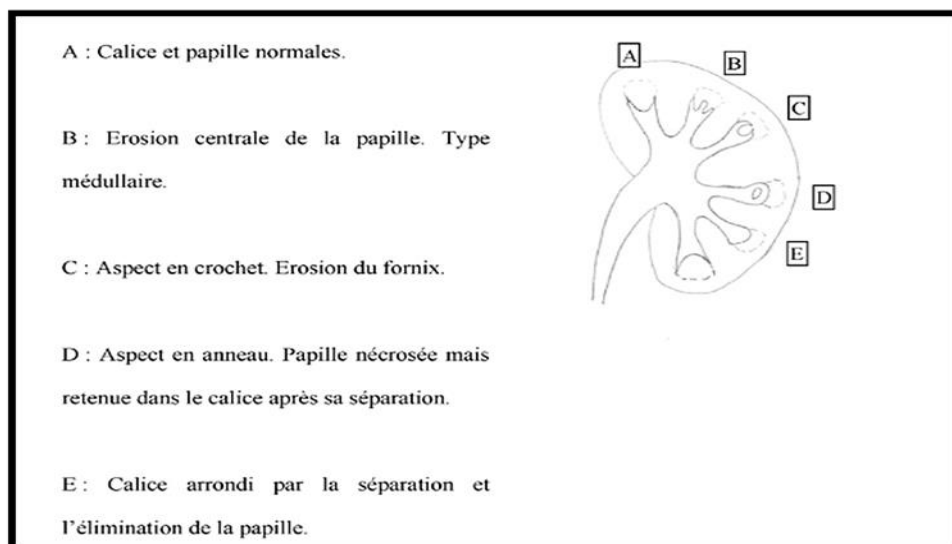 A : Calice et papille normales.
B : Erosion centrale de la papille. Type
médullaire.
C : Aspect en crochet. Erosion du fornix.
D : Aspect en anneau. Papille nécrosée mais
retenue dans le calice après sa séparation.
E : Calice arrondi par la séparation et
l'élimination de la papille.
A
B
C
D
E